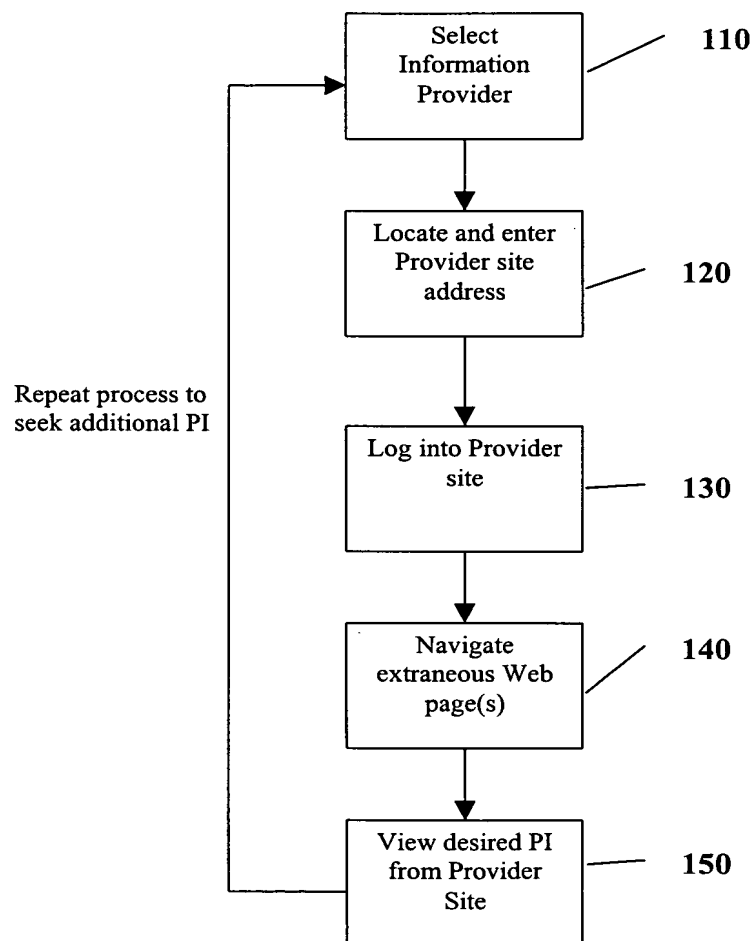 Select
Information
Provider
110
Locate and enter
Provider site
address
120
Repeat process to
seek additional PI
Log into Provider
site
130
Navigate
extraneous Web
page(s)
140
View desired PI
from Provider
Site
150